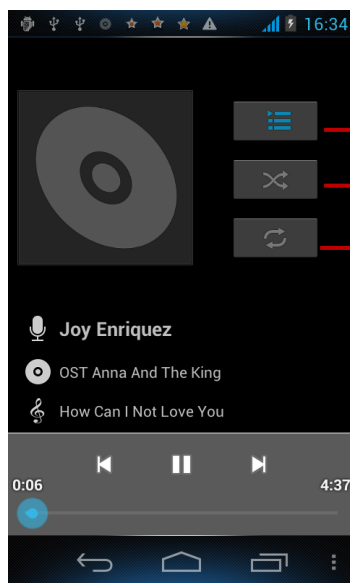 16:34
Joy Enriquez
OST Anna And The King
How Can I Not Love You
0:06
4:37